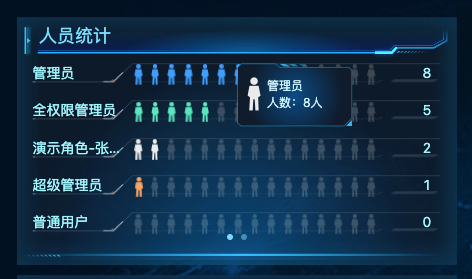 人员统计
管理员 8
管理员
人数：8人
全权限管理员 5
演示角色-张... 2
超级管理员 1
普通用户 0